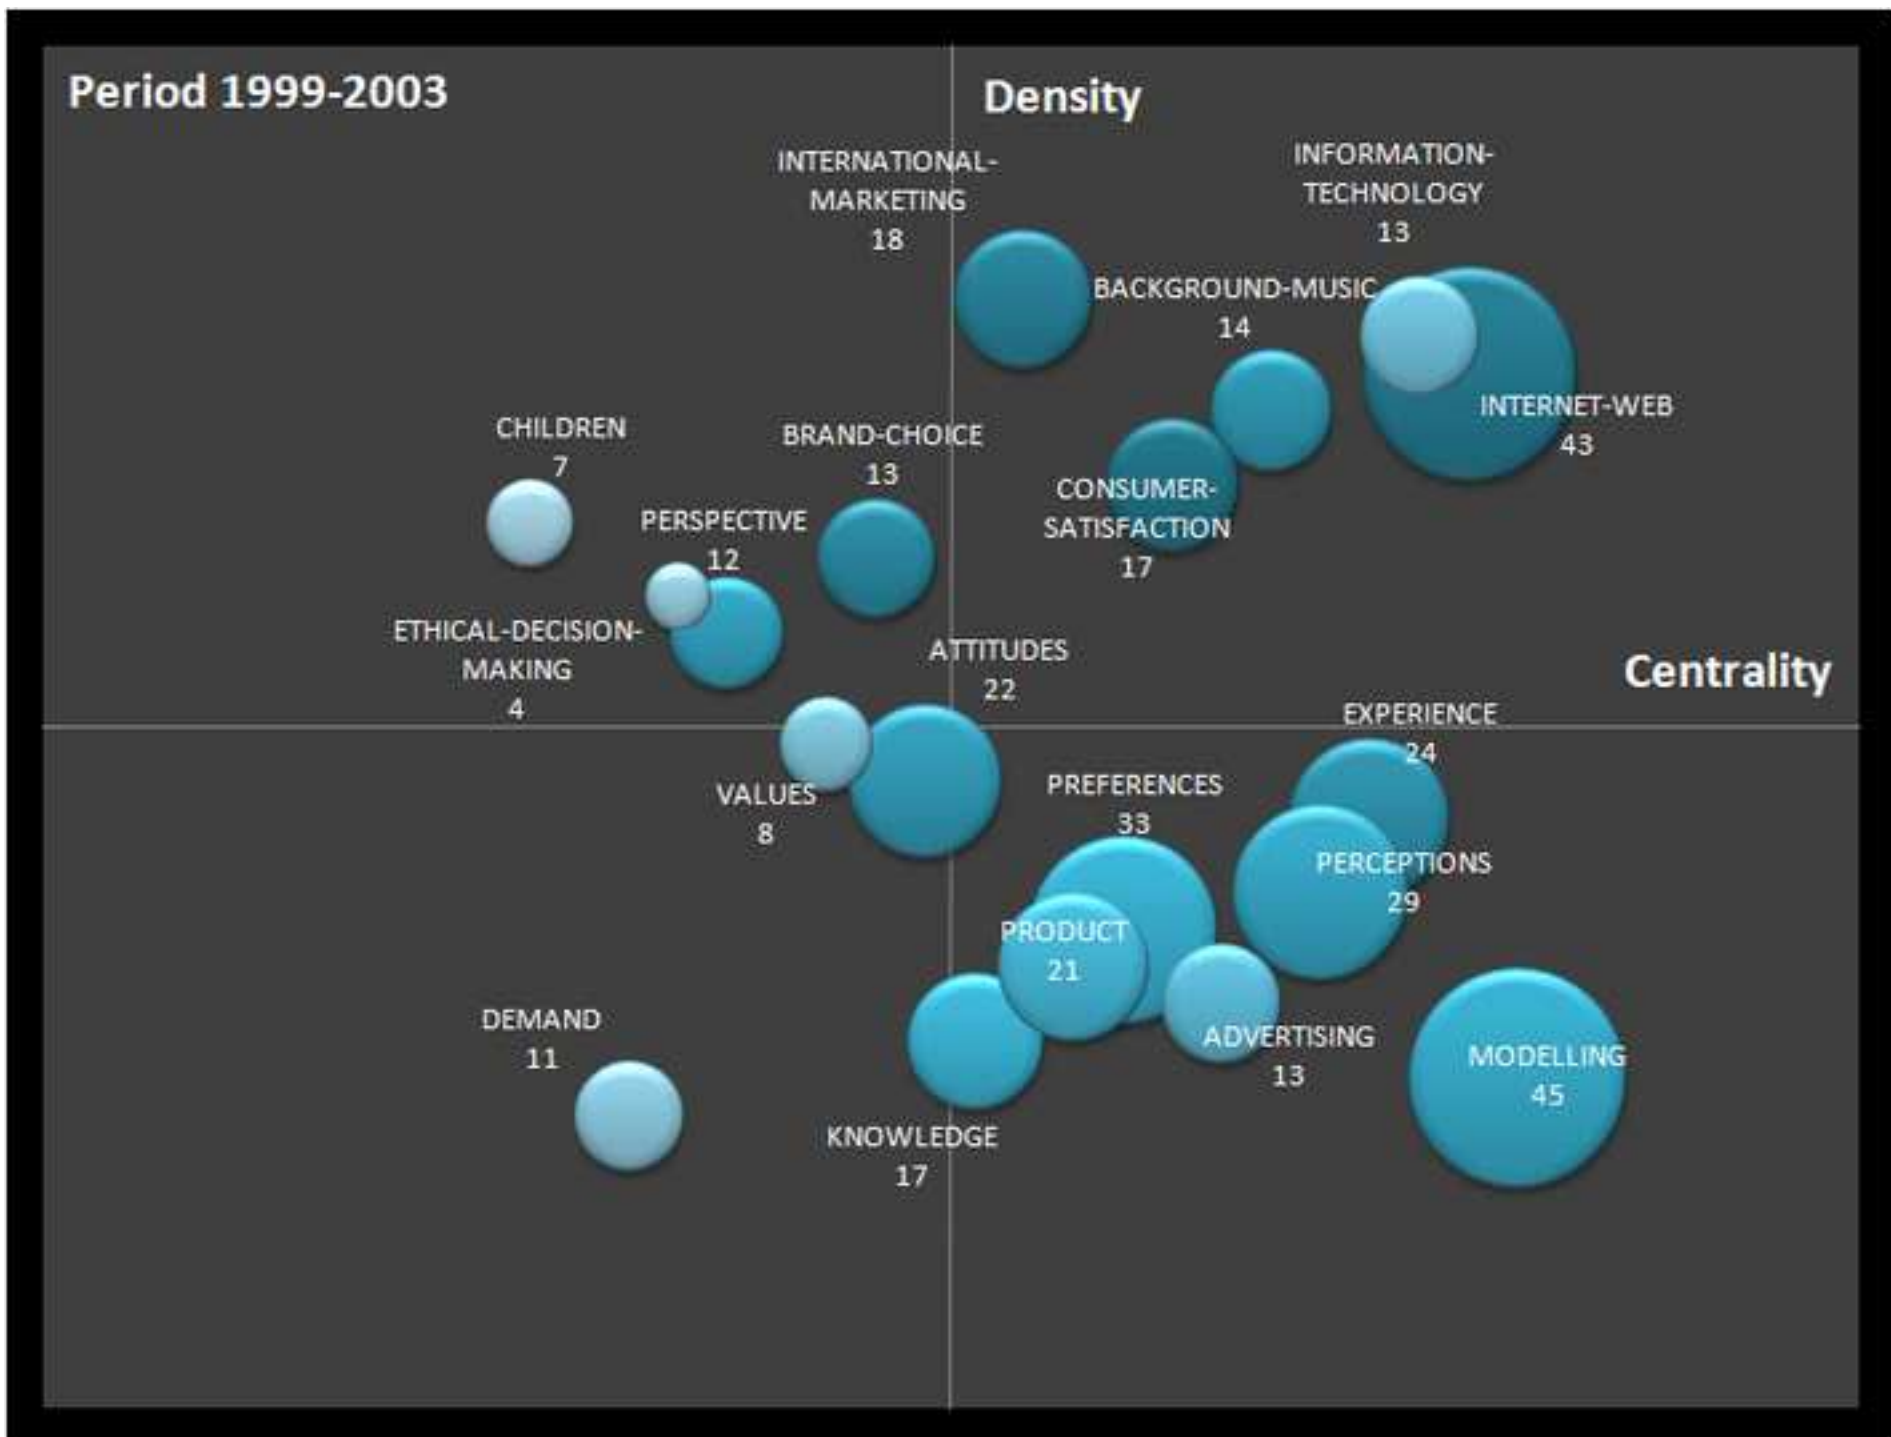 Period 1999-2003
Density
INTERNATIONAL-
MARKETING
18
INFORMATION-
TECHNOLOGY
13
BACKGROUND-MUSIC
14
INTERNET-WEB
43
CHILDREN
7
BRAND-CHOICE
13
CONSUMER-
SATISFACTION
17
PERSPECTIVE
12
ETHICAL-DECISION-
MAKING
4
ATTITUDES
22
Centrality
EXPERIENCE
24
VALUES
8
PREFERENCES
33
PERCEPTIONS
29
PRODUCT
21
DEMAND
11
ADVERTISING
13
MODELLING
45
KNOWLEDGE
17